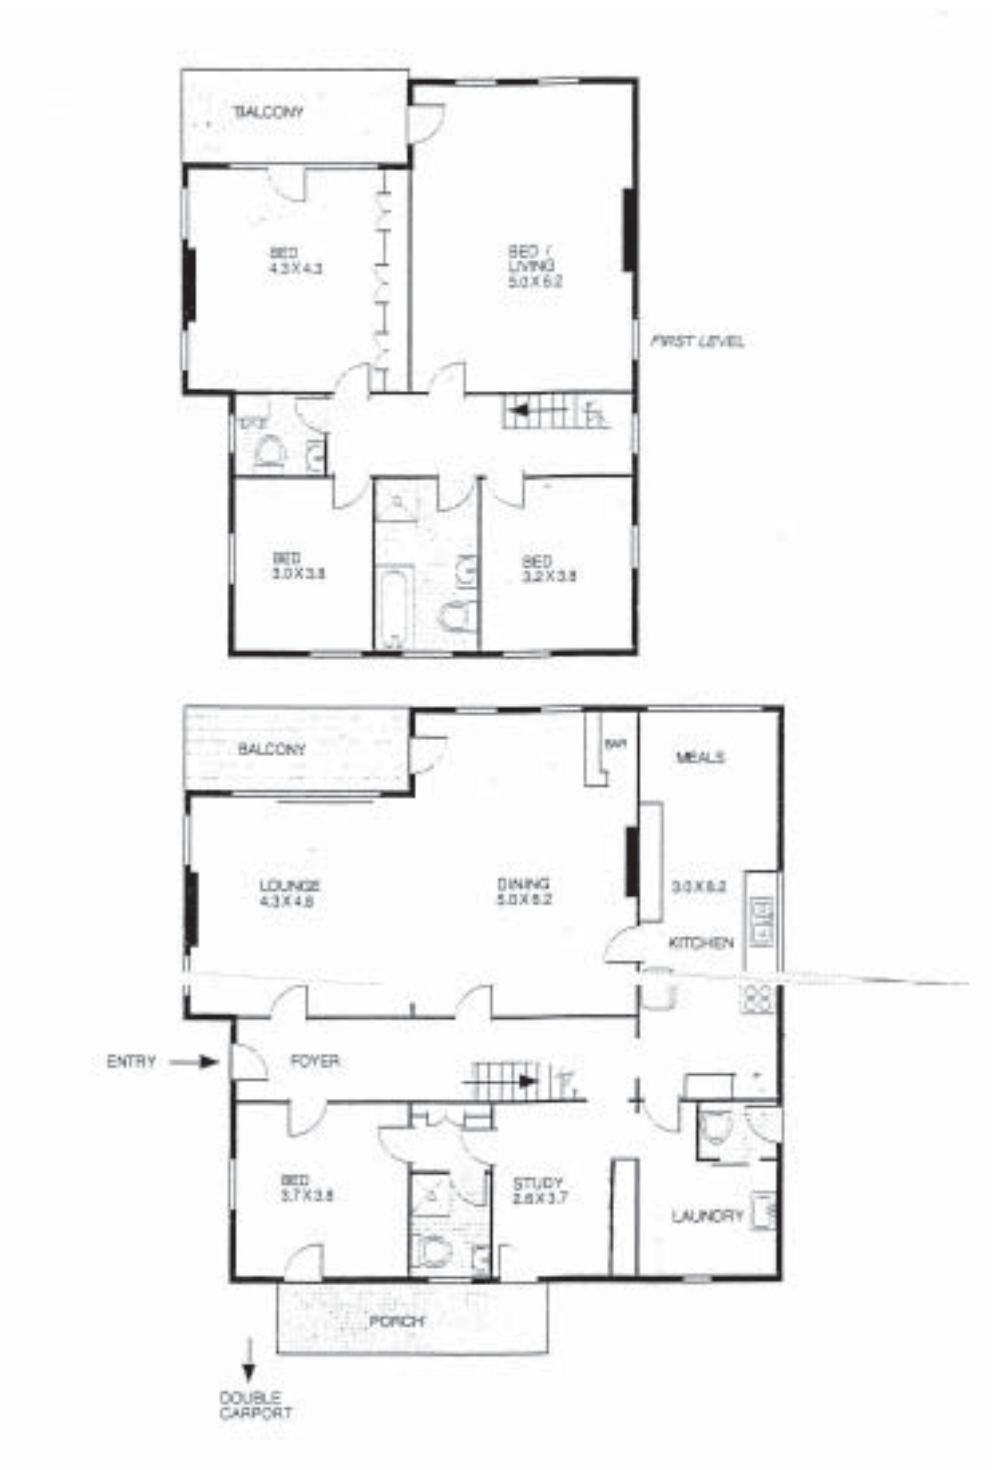 BALCONY
BED
4.3 X 4.3
BED /
LIVING
5.0 X 6.2
FIRST LEVEL
BED
3.0 X 3.8
BED
3.2 X 3.8
BALCONY
BAR
MEALS
LOUNGE
4.3 X 4.6
DINING
5.0 X 6.2
3.0 X 8.2
KITCHEN
ENTRY
FOYER
BED
3.7 X 3.8
STUDY
2.6 X 3.7
LAUNDRY
PORCH
DOUBLE
CARPORT